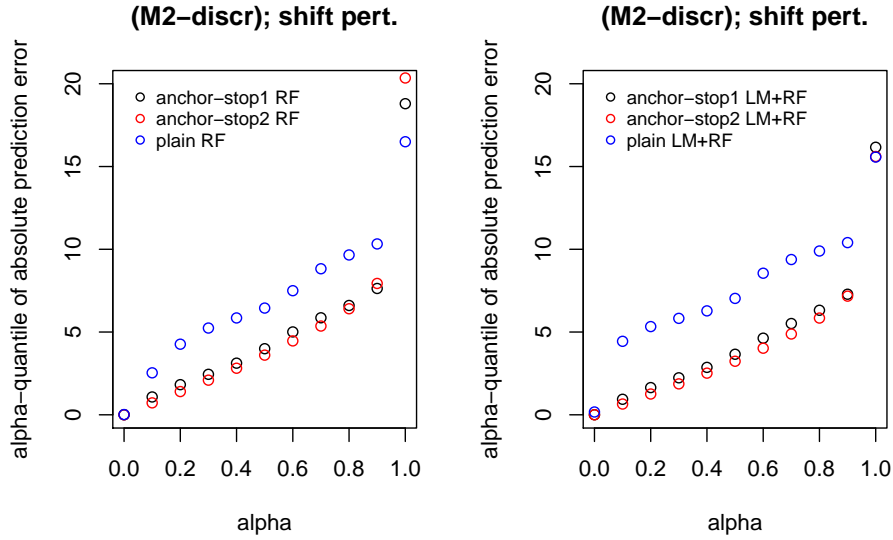 (M2−discr); shift pert.
alpha−quantile of absolute prediction error
20
15
10
5
0
anchor−stop1 RF
anchor−stop2 RF
plain RF
0.0 0.2 0.4 0.6 0.8 1.0
alpha
(M2−discr); shift pert.
alpha−quantile of absolute prediction error
20
15
10
5
0
anchor−stop1 LM+RF
anchor−stop2 LM+RF
plain LM+RF
0.0 0.2 0.4 0.6 0.8 1.0
alpha